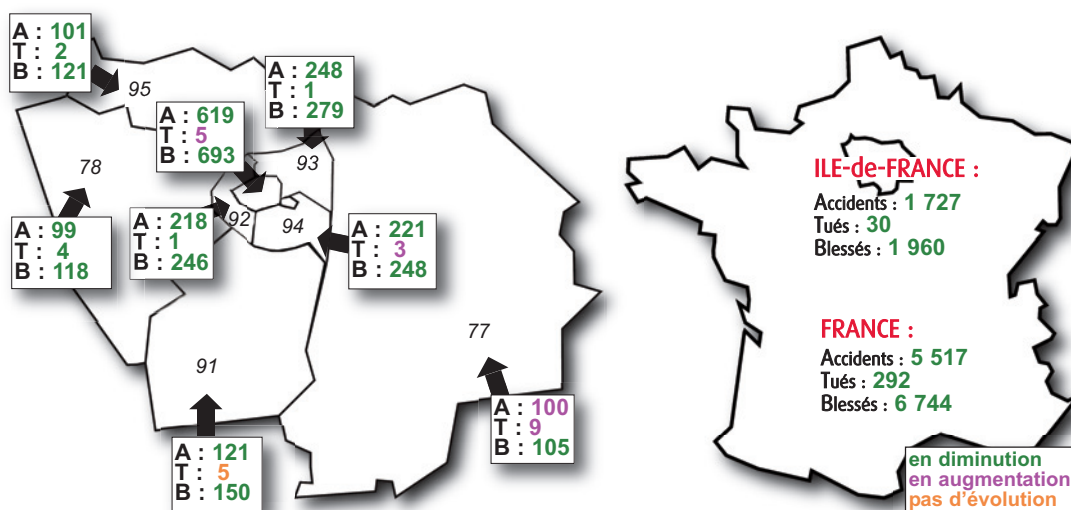 A : 101
T : 2
B : 121
95
A : 248
T : 1
B : 279
A : 619
T : 5
B : 693
93
78
92
94
A : 99
T : 4
B : 118
A : 218
T : 1
B : 246
A : 221
T : 3
B : 248
91
77
A : 121
T : 5
B : 150
A : 100
T : 9
B : 105
ILE-de-FRANCE :
Accidents : 1 727
Tués : 30
Blessés : 1 960
FRANCE :
Accidents : 5 517
Tués : 292
Blessés : 6 744
en diminution
en augmentation
pas d'évolution